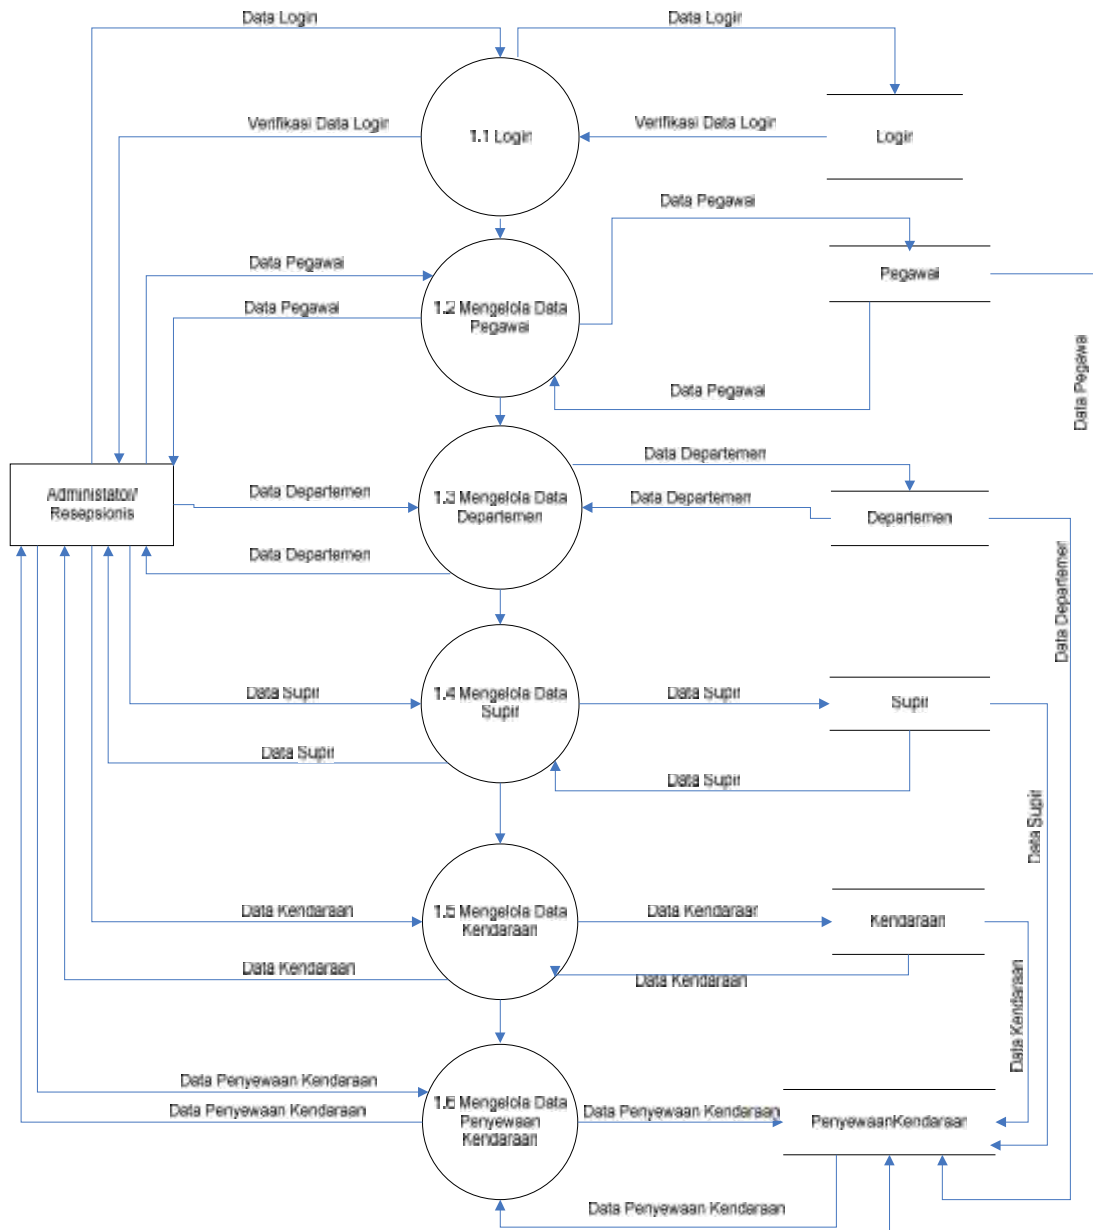 Data Login
Data Login
Verifikasi Data Login
1.1 Login
Verifikasi Data Login
Login
Data Pegawai
Data Pegawai
Pegawai
Data Pegawai
1.2 Mengelola Data
Pegawai
Data Pegawai
Data Pegawai
Data Departemen
Administator/
Resepsionis
Data Departemen
1.3 Mengelola Data
Departemen
Data Departemen
Departemen
Data Departemen
Data Departemen
Data Supir
1.4 Mengelola Data
Supir
Data Supir
Supir
Data Supir
Data Supir
Data Supir
Data Kendaraan
1.5 Mengelola Data
Kendaraan
Data Kendaraan
Kendaraan
Data Kendaraan
Data Kendaraan
Data Kendaraan
Data Penyewaan Kendaraan
Data Penyewaan Kendaraan
1.6 Mengelola Data
Penyewaan
Kendaraan
Data Penyewaan Kendaraan
PenyewaanKendaraan
Data Penyewaan Kendaraan